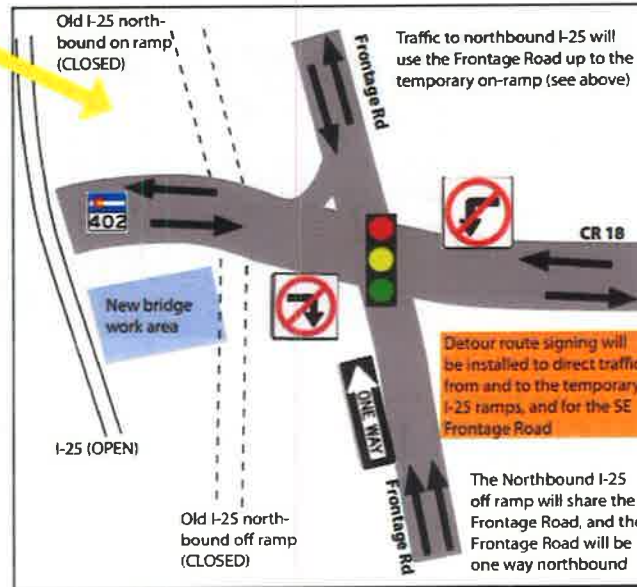 Old I-25 north-
bound on ramp
(CLOSED)
Traffic to northbound I-25 will
use the Frontage Road up to the
temporary on-ramp (see above)
Frontage Rd
402
CR 18
New bridge
work area
Detour route signing will
be installed to direct traffic
from and to the temporary
I-25 ramps, and for the SE
Frontage Road
ONE WAY
I-25 (OPEN)
Frontage Rd
The Northbound I-25
off ramp will share the
Frontage Road, and the
Frontage Road will be
one way northbound
Old I-25 north-
bound off ramp
(CLOSED)